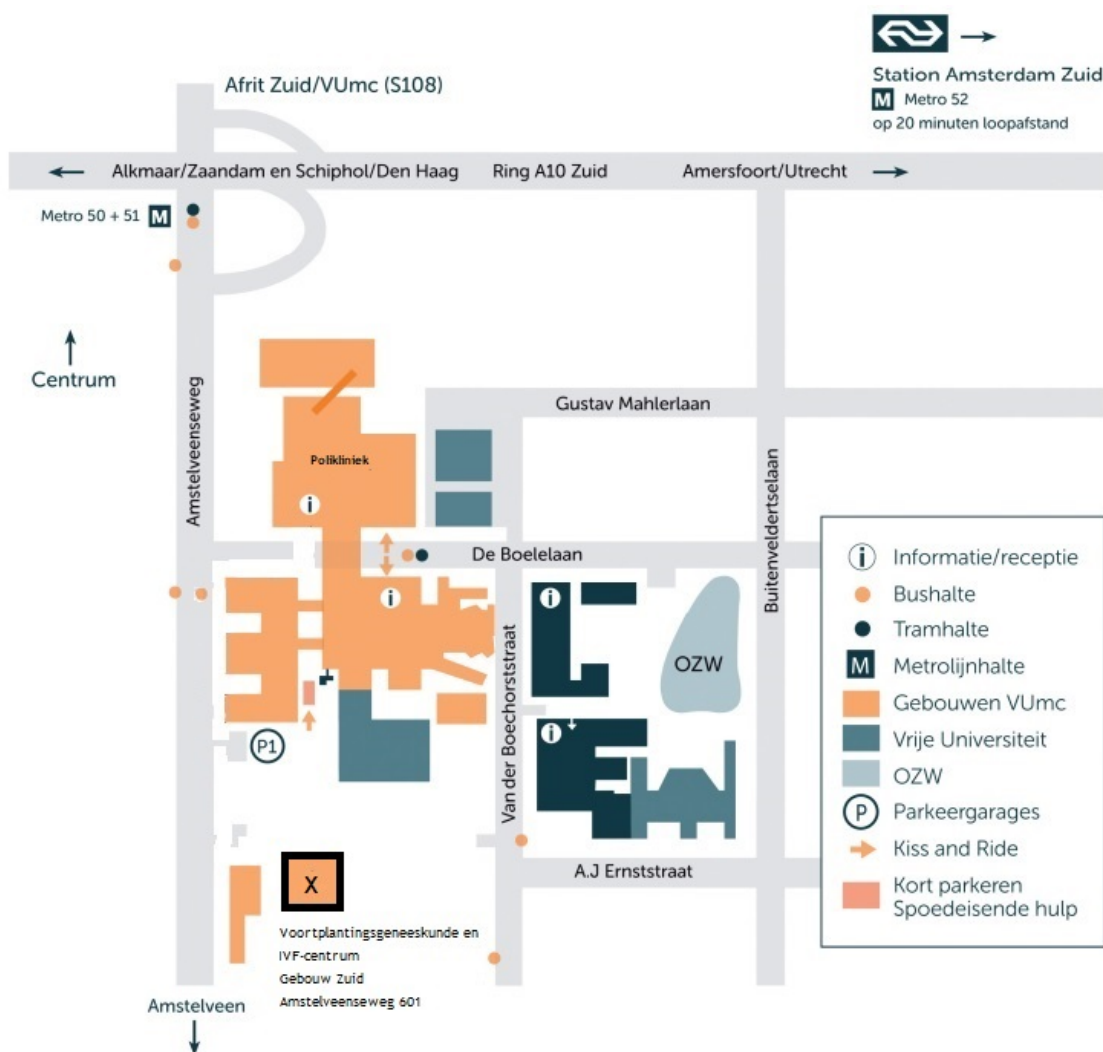 Station Amsterdam Zuid
M Metro 52
op 20 minuten loopafstand
Afrit Zuid/VUmc (S108)
Alkmaar/Zaandam en Schiphol/Den Haag
Ring A10 Zuid
Amersfoort/Utrecht
Metro 50 + 51 M
Centrum
Amstelveenseweg
Gustav Mahlerlaan
Polikliniek
i
De Boelelaan
Buitenveldertselaan
i
i
Van der Boechorststraat
OZW
i
P1
A.J Ernststraat
X
Voortplantingsgeneeskunde en
IVF-centrum
Gebouw Zuid
Amstelveenseweg 601
Amstelveen
i Informatie/receptie
Bushalte
Tramhalte
M Metrolijnhalte
Gebouwen VUmc
Vrije Universiteit
OZW
P Parkeergarages
Kiss and Ride
Kort parkeren
Spoedeisende hulp